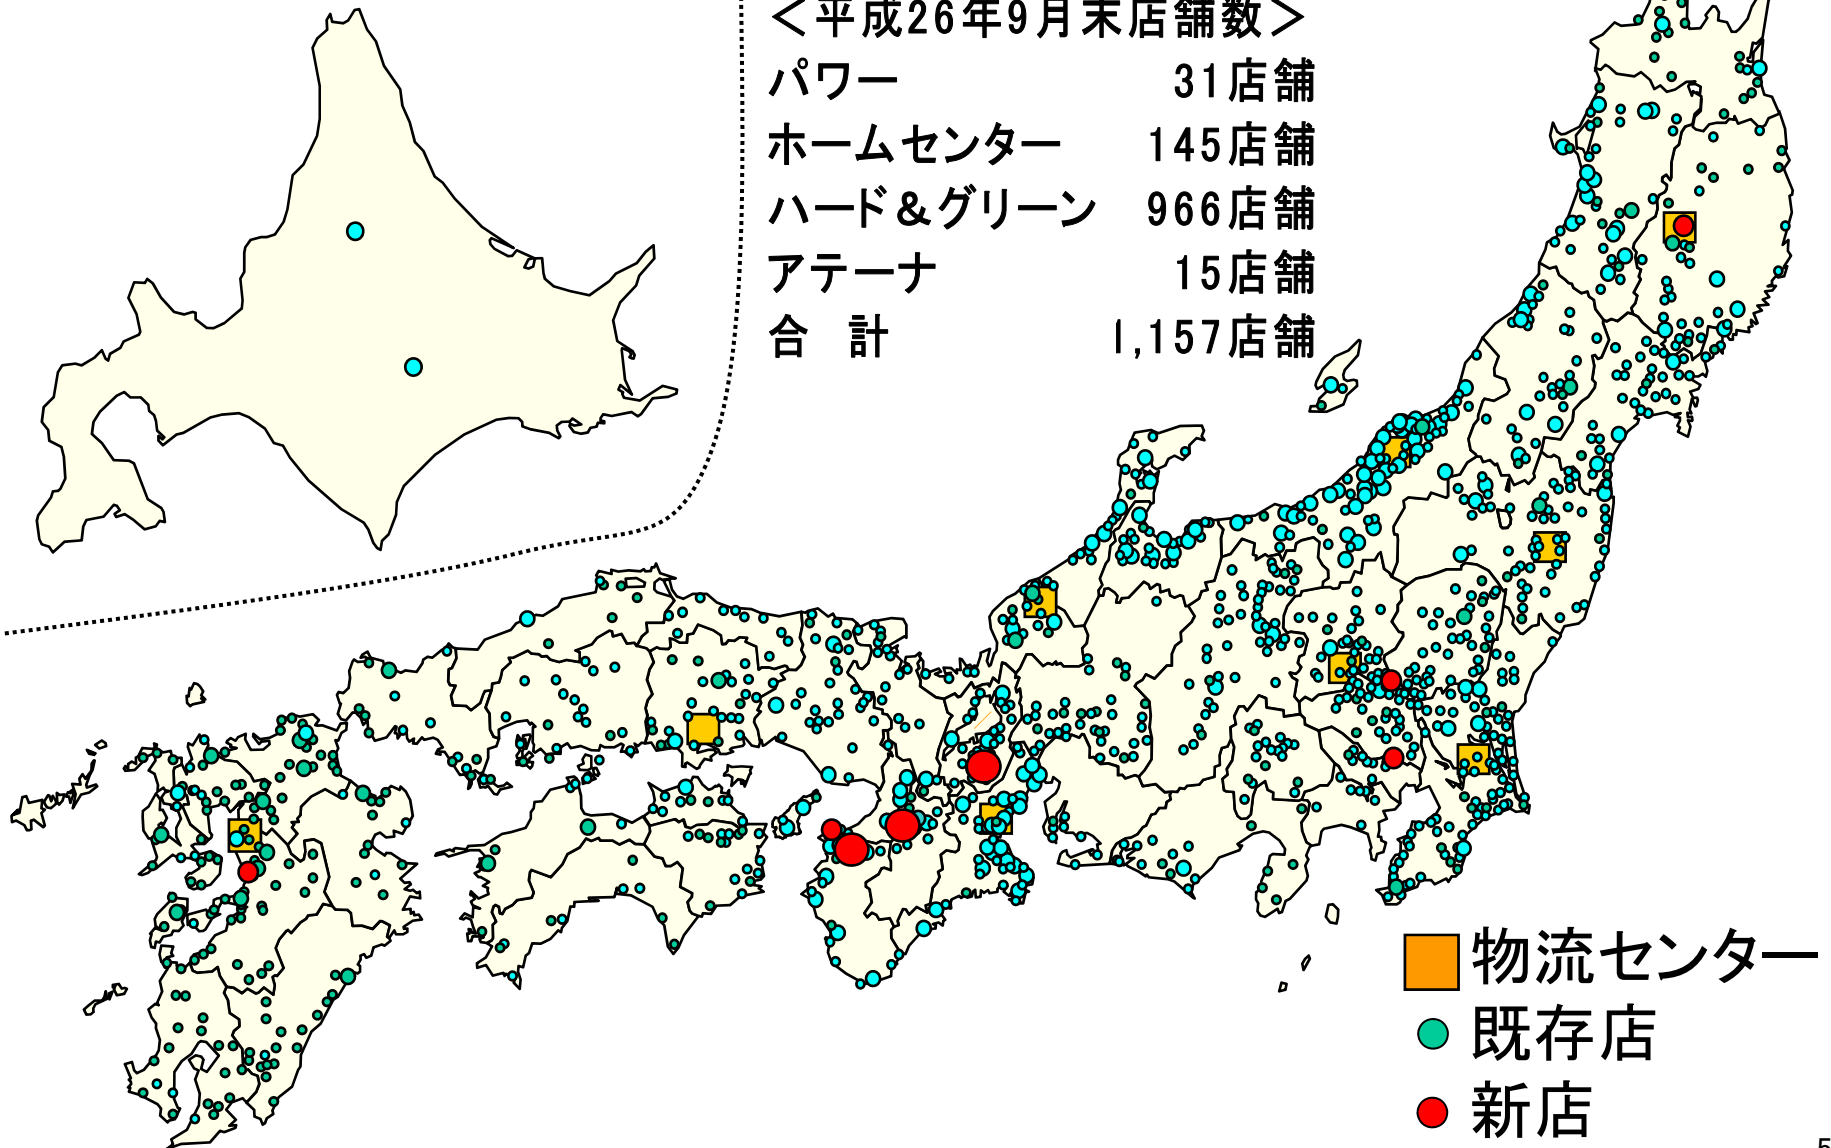 ＜平成26年9月末店舗数＞
パワー 31店舗
ホームセンター 145店舗
ハード＆グリーン 966店舗
アテーナ 15店舗
合 計 1,157店舗
物流センター
既存店
新店
5